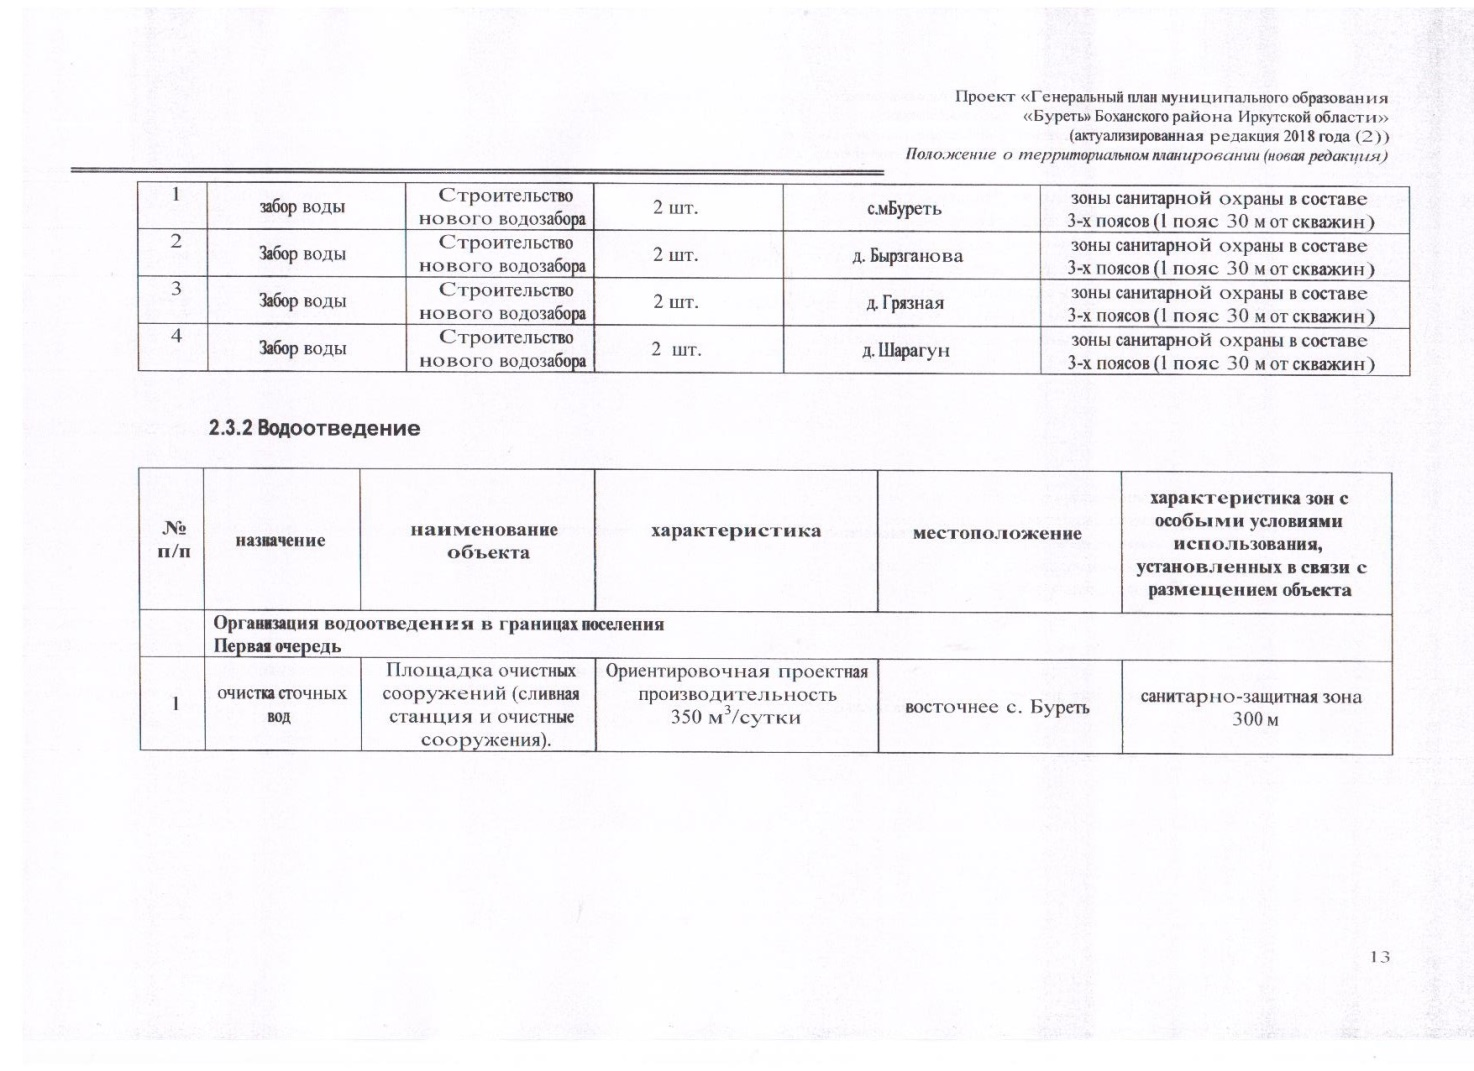 Проект «Генеральный план муниципального образования
«Буреть» Боханского района Иркутской области»
(актуализированная редакция 2018 года (2))
Положение о территориальном планировании (новая редакция)
1 забор воды Строительство нового водозабора 2 шт. с.мБуреть зоны санитарной охраны в составе 3-х поясов (1 пояс 30 м от скважин)
2 Забор воды Строительство нового водозабора 2 шт. д. Бырзганова зоны санитарной охраны в составе 3-х поясов (1 пояс 30 м от скважин)
3 Забор воды Строительство нового водозабора 2 шт. д. Грязная зоны санитарной охраны в составе 3-х поясов (1 пояс 30 м от скважин)
4 Забор воды Строительство нового водозабора 2 шт. д. Шарагун зоны санитарной охраны в составе 3-х поясов (1 пояс 30 м от скважин)
2.3.2 Водоотведение
№ п/п назначение наименование объекта характеристика местоположение характеристика зон с особыми условиями использования, установленных в связи с размещением объекта
Организация водоотведения в границах поселения
Первая очередь
1 очистка сточных вод Площадка очистных сооружений (сливная станция и очистные сооружения). Ориентировочная проектная производительность 350 м³/сутки восточнее с. Буреть санитарно-защитная зона 300 м
13